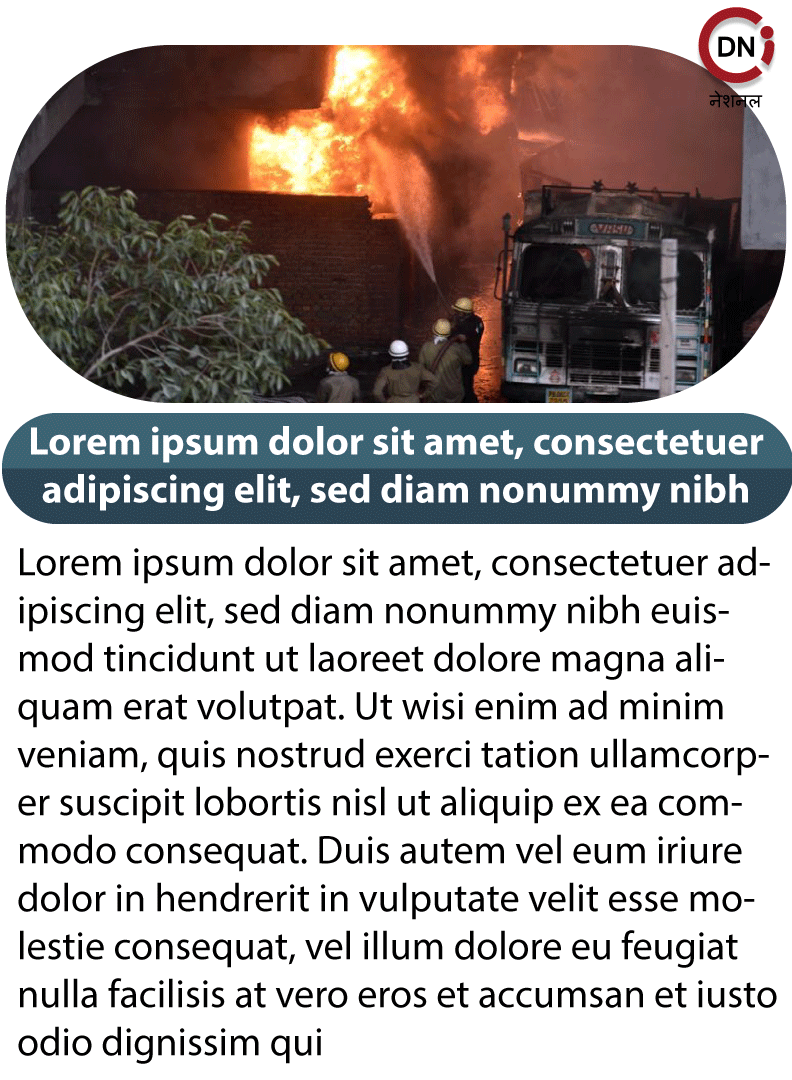 DN
नेशनल
VASU
Lorem ipsum dolor sit amet, consectetuer
adipiscing elit, sed diam nonummy nibh
Lorem ipsum dolor sit amet, consectetuer ad-
ipiscing elit, sed diam nonummy nibh euis-
mod tincidunt ut laoreet dolore magna ali-
quam erat volutpat. Ut wisi enim ad minim
veniam, quis nostrud exerci tation ullamcorp-
er suscipit lobortis nisl ut aliquip ex ea com-
modo consequat. Duis autem vel eum iriure
dolor in hendrerit in vulputate velit esse mo-
lestie consequat, vel illum dolore eu feugiat
nulla facilisis at vero eros et accumsan et iusto
odio dignissim qui